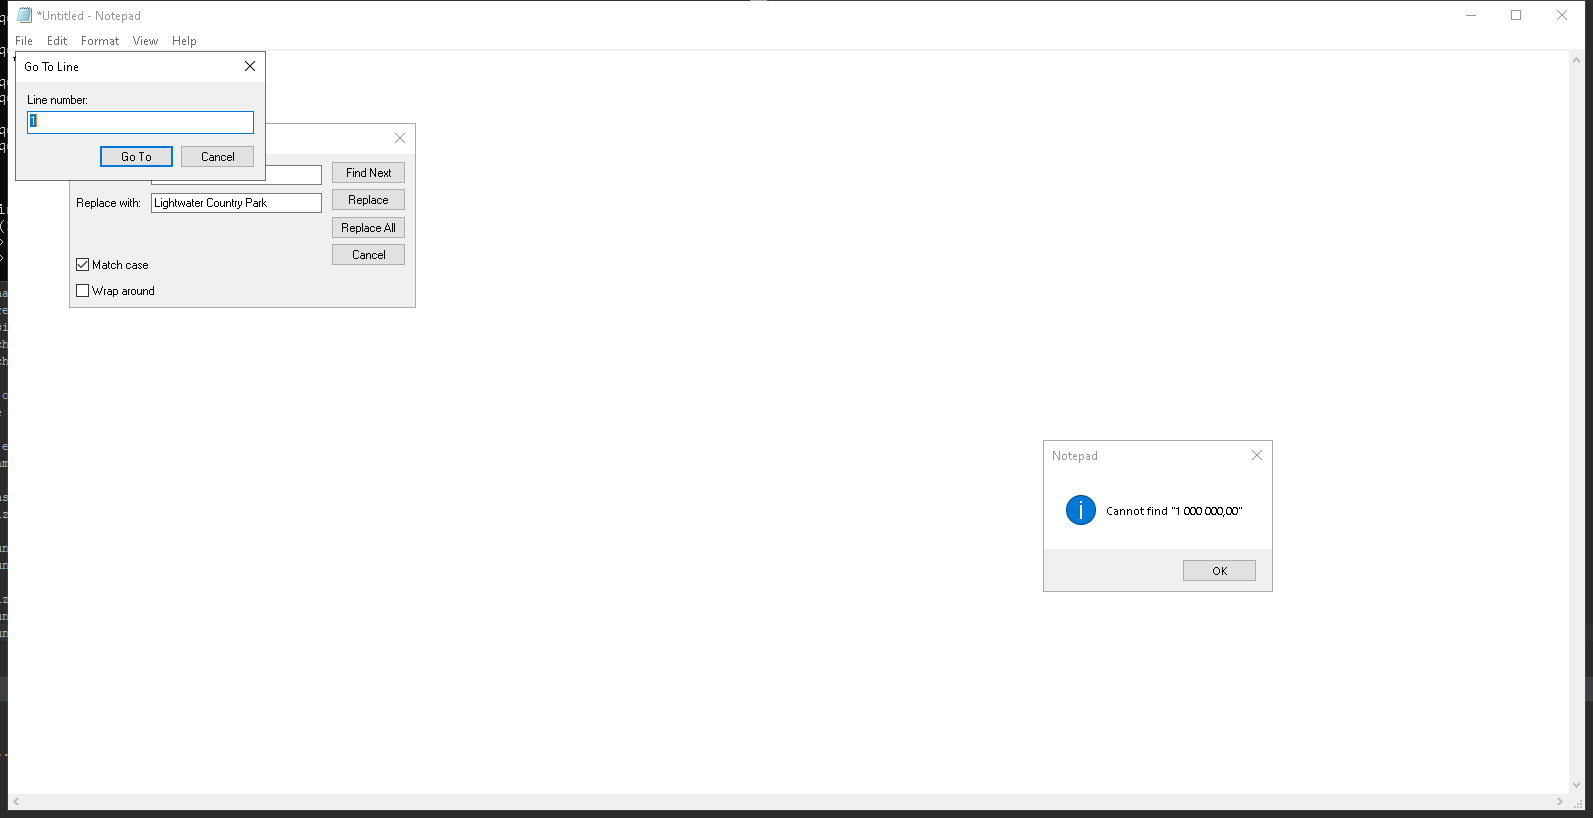 *Untitled - Notepad
File Edit Format View Help
Go To Line
Line number:
1
Go To Cancel
Find Next
Replace with: Lightwater Country Park Replace
Replace All
Cancel
Match case
Wrap around
Notepad
Cannot find "1 000 000,00"
OK